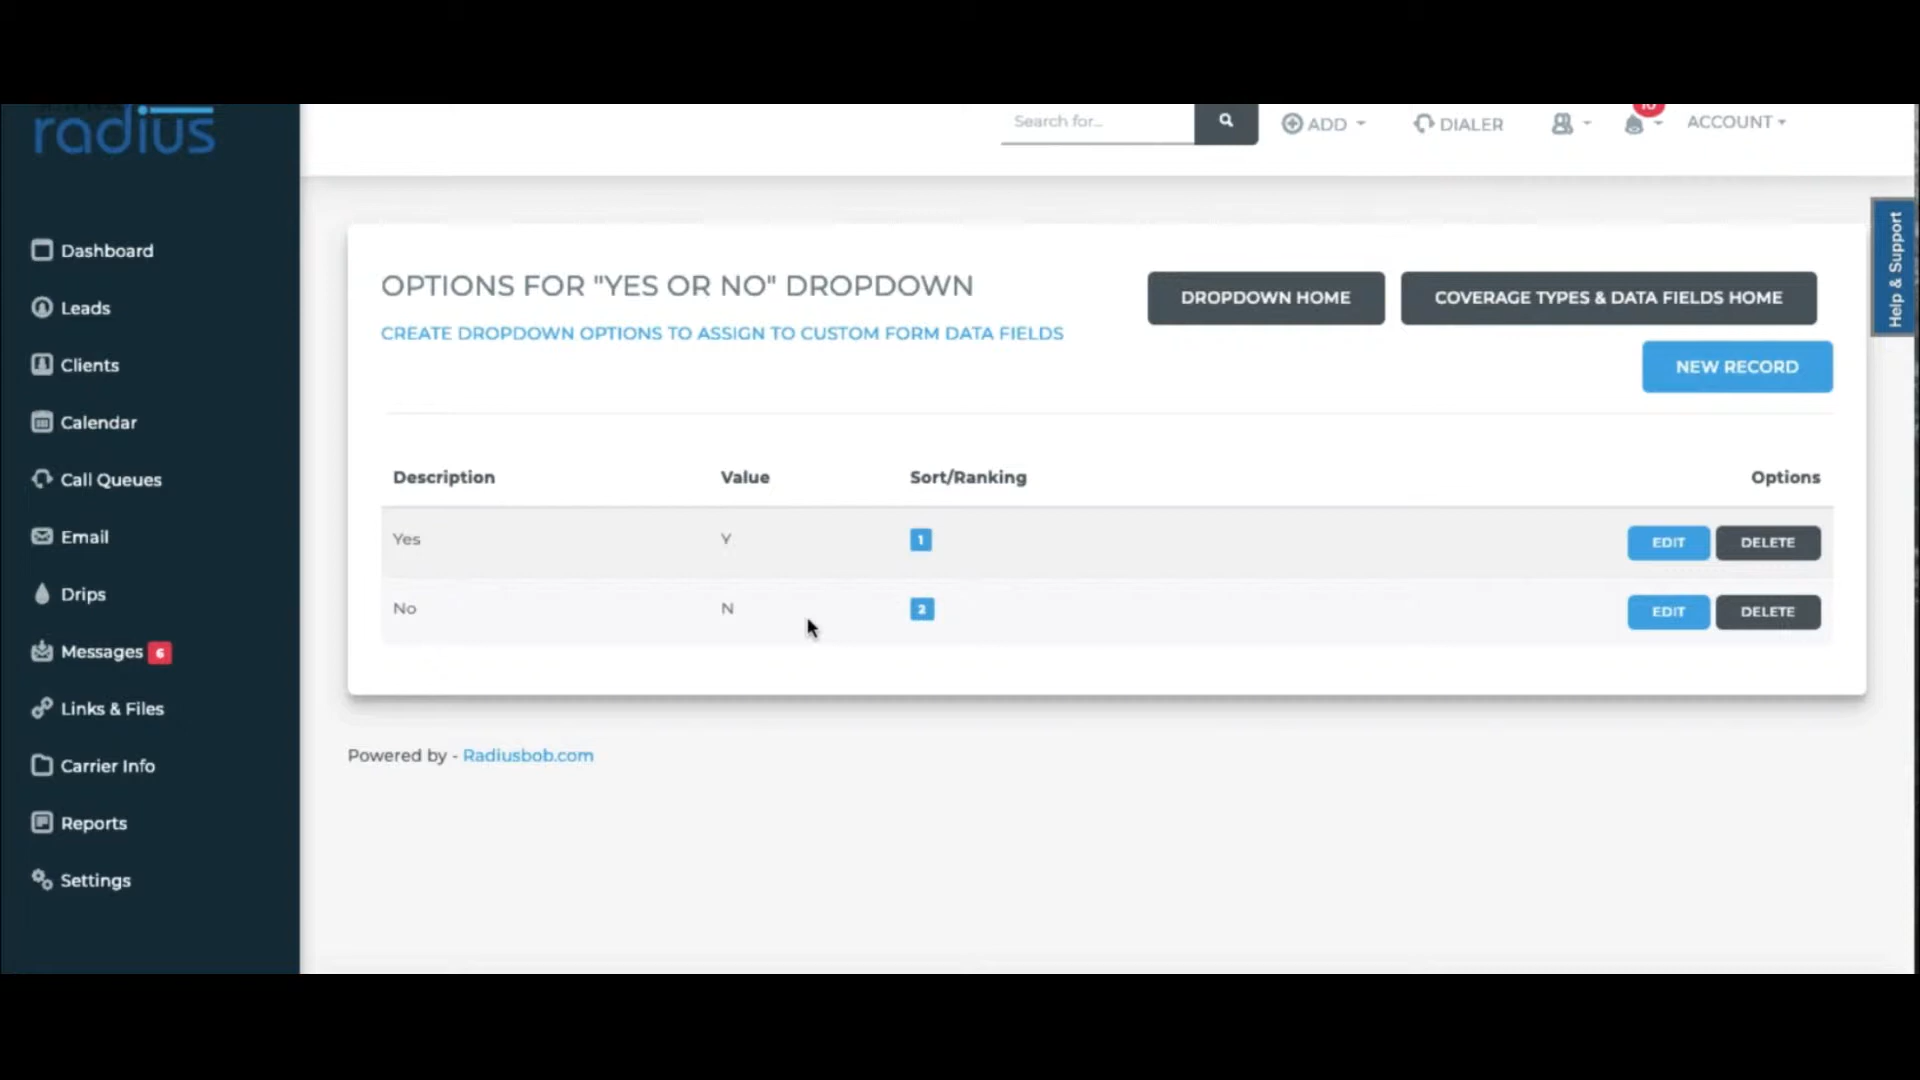 radius
Search for...
ADD
DIALER
ACCOUNT
Help & Support
Dashboard
Leads
Clients
Calendar
Call Queues
Email
Drips
Messages 6
Links & Files
Carrier Info
Reports
Settings
OPTIONS FOR "YES OR NO" DROPDOWN
CREATE DROPDOWN OPTIONS TO ASSIGN TO CUSTOM FORM DATA FIELDS
DROPDOWN HOME
COVERAGE TYPES & DATA FIELDS HOME
NEW RECORD
Description Value Sort/Ranking Options
Yes Y 1 EDIT DELETE
No N 2 EDIT DELETE
Powered by - Radiusbob.com